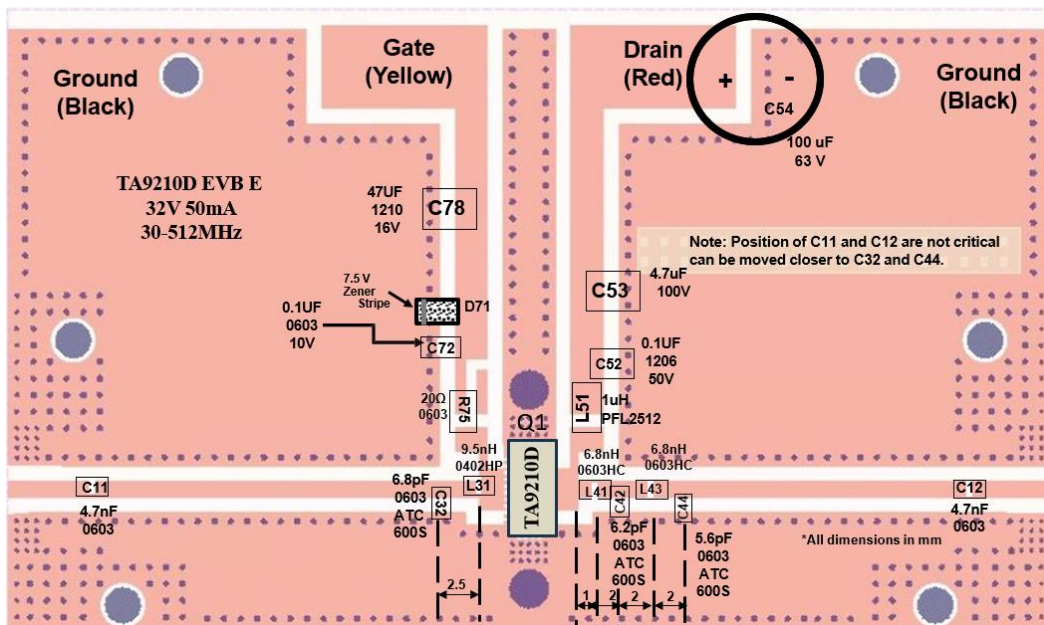 Ground
(Black)
Gate
(Yellow)
Drain
(Red)
+ -
C54
Ground
(Black)
100 uF
63 V
TA9210D EVB E
32V 50mA
30-512MHz
47UF
1210
16V
C78
Note: Position of C11 and C12 are not critical
can be moved closer to C32 and C44.
7.5 V
Zener
Stripe
D71
C53
4.7uF
100V
0.1UF
0603
10V
C72
C52
0.1UF
1206
50V
20Ω
0603
R75
Q1
L51
1uH
PFL2512
9.5nH
0402HP
L31
TA9210D
6.8nH
0603HC
L41
6.8nH
0603HC
L43
C11
4.7nF
0603
6.8pF
0603
ATC
600S
C32
C42
6.2pF
0603
ATC
600S
C44
5.6pF
0603
ATC
600S
C12
4.7nF
0603
*All dimensions in mm
2.5
1 2 2 2